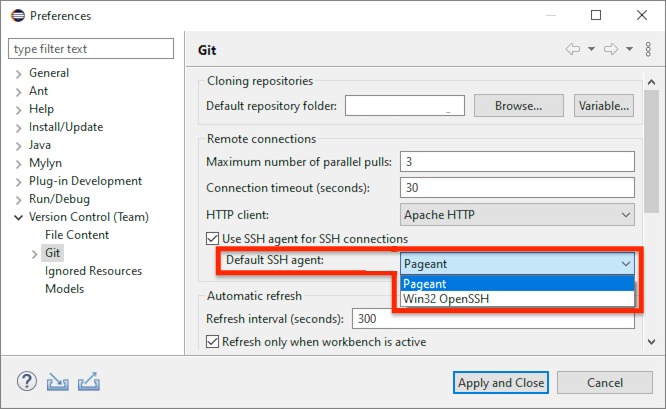 Preferences
type filter text
General
Ant
Help
Install/Update
Java
Mylyn
Plug-in Development
Run/Debug
Version Control (Team)
File Content
Git
Ignored Resources
Models
Git
Cloning repositories
Default repository folder: _ Browse... Variable...
Remote connections
Maximum number of parallel pulls: 3
Connection timeout (seconds): 30
HTTP client: Apache HTTP
Use SSH agent for SSH connections
Default SSH agent: Pageant
Pageant
Win32 OpenSSH
Automatic refresh
Refresh interval (seconds): 300
Refresh only when workbench is active
? Apply and Close Cancel